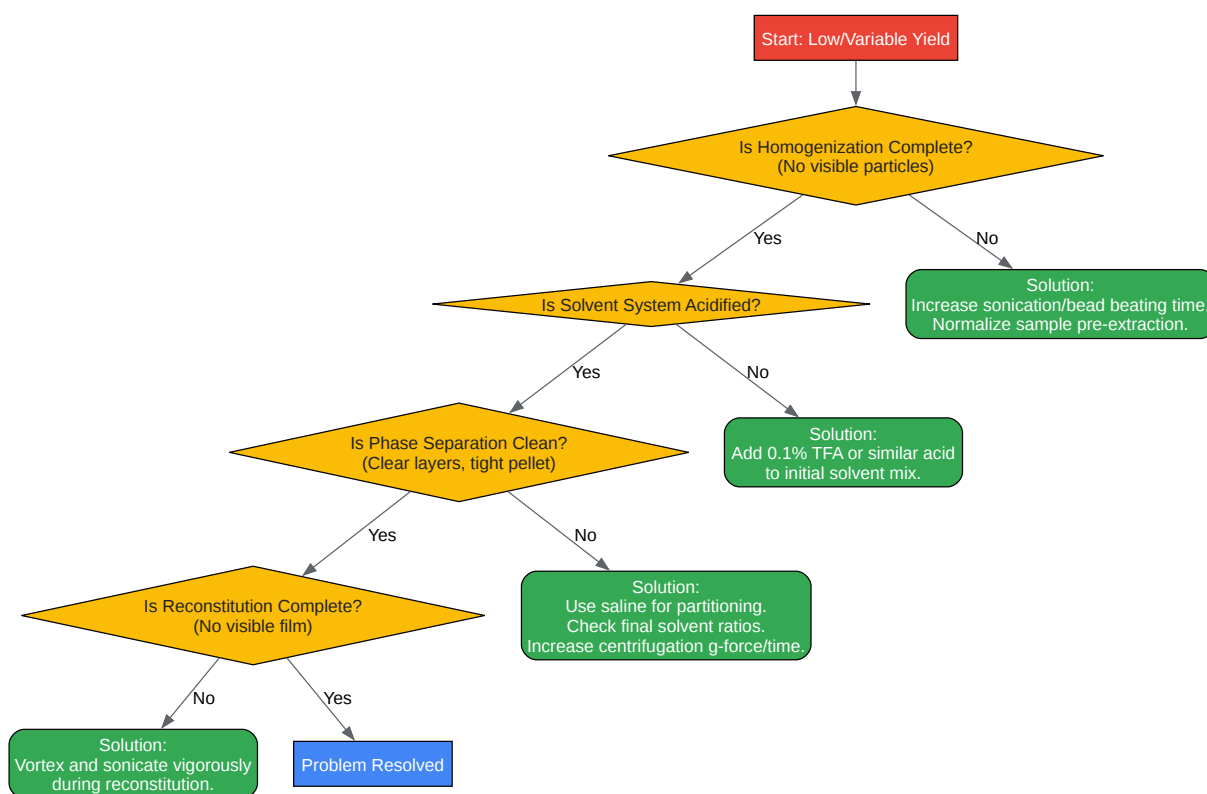 Start: Low/Variable Yield
Is Homogenization Complete?
(No visible particles)
Yes
No
Is Solvent System Acidified?
Solution:
Increase sonication/bead beating time.
Normalize sample pre-extraction.
Yes
No
Is Phase Separation Clean?
(Clear layers, tight pellet)
Solution:
Add 0.1% TFA or similar acid
to initial solvent mix.
Yes
No
Is Reconstitution Complete?
(No visible film)
Solution:
Use saline for partitioning.
Check final solvent ratios.
Increase centrifugation g-force/time.
No
Yes
Solution:
Vortex and sonicate vigorously
during reconstitution.
Problem Resolved